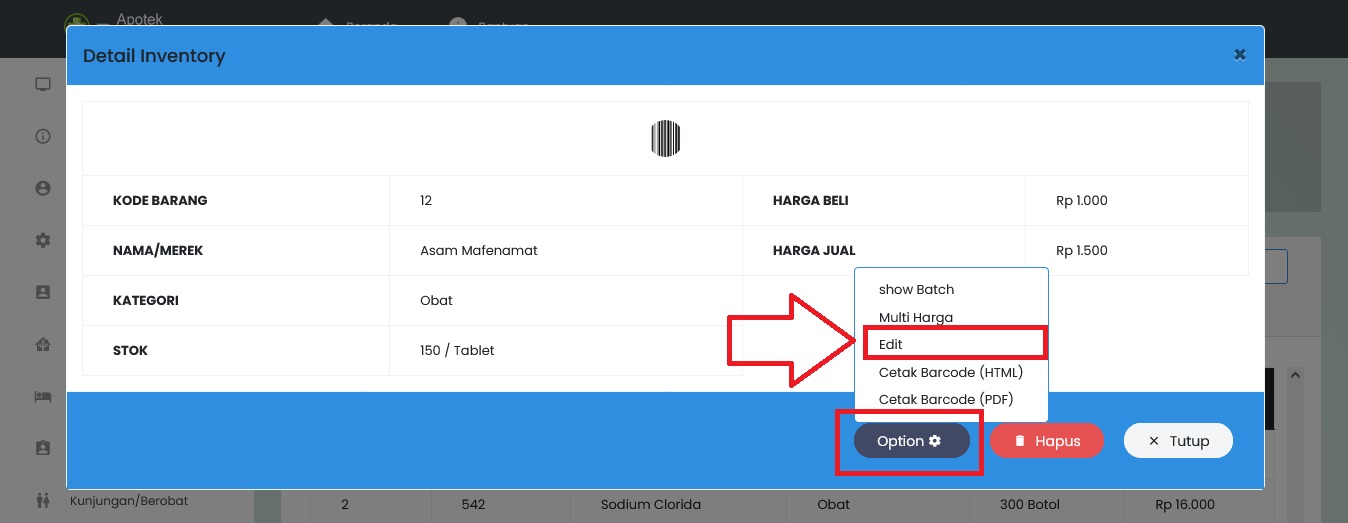 Apotek
Beranda
Bantuan
Detail Inventory
KODE BARANG 12 HARGA BELI Rp 1.000
NAMA/MEREK Asam Mafenamat HARGA JUAL Rp 1.500
KATEGORI Obat
STOK 150 / Tablet
show Batch
Multi Harga
Edit
Cetak Barcode (HTML)
Cetak Barcode (PDF)
Option Hapus Tutup
Kunjungan/Berobat
2 542 Sodium Clorida Obat 300 Botol Rp 16.000